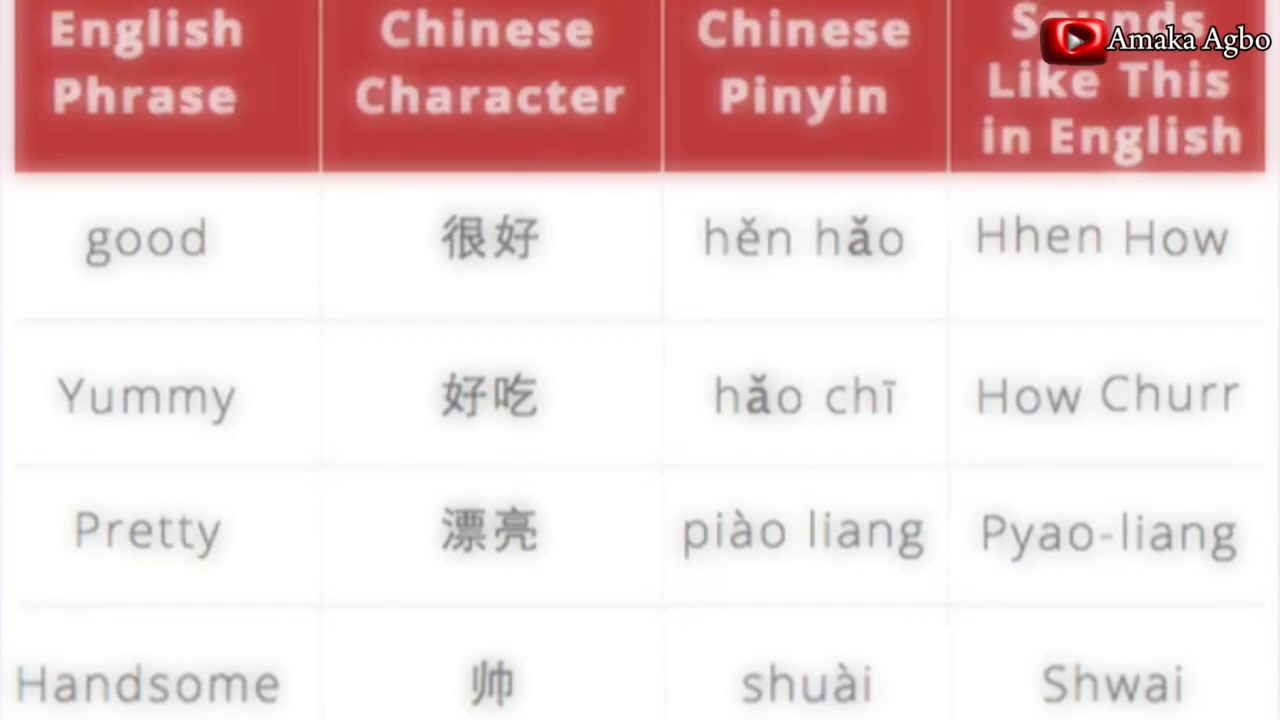 English Phrase
Chinese Character
Chinese Pinyin
Sounds Like This in English
Amaka Agbo
good 很好 hěn hǎo Hhen How
Yummy 好吃 hǎo chī How Churr
Pretty 漂亮 piào liang Pyao-liang
Handsome 帅 shuài Shwai